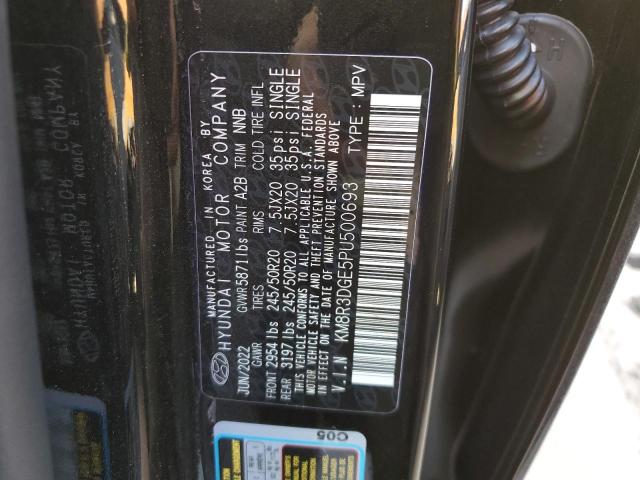 MANUFACTURED IN KOREA BY
HYUNDAI MOTOR COMPANY
JUN/2022 GVWR 5871 lbs PAINT A2B TRIM NNB
GAWR TIRES RIMS COLD TIRE INFL
FRONT 2954 lbs 245/50R20 7.5JX20 35psi SINGLE
REAR 3197 lbs 245/50R20 7.5JX20 35psi SINGLE
THIS VEHICLE CONFORMS TO ALL APPLICABLE U.S.A. FEDERAL
MOTOR VEHICLE SAFETY AND THEFT PREVENTION STANDARDS
IN EFFECT ON THE DATE OF MANUFACTURE SHOWN ABOVE
V.I.N KM8R3DGE5PU500693 TYPE : MPV
C05